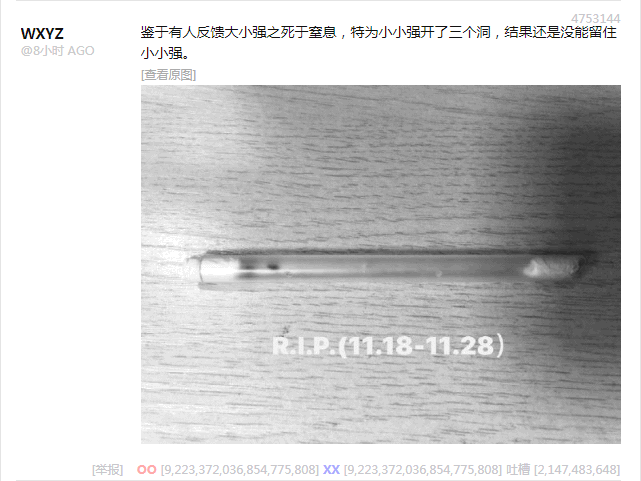 4753144
WXYZ
@8小时 AGO
鉴于有人反馈大小强之死于窒息，特为小小强开了三个洞，结果还是没能留住
小小强。
[查看原图]
R.I.P.(11.18-11.28)
[举报] OO [9,223,372,036,854,775,808] XX [9,223,372,036,854,775,808] 吐槽 [2,147,483,648]